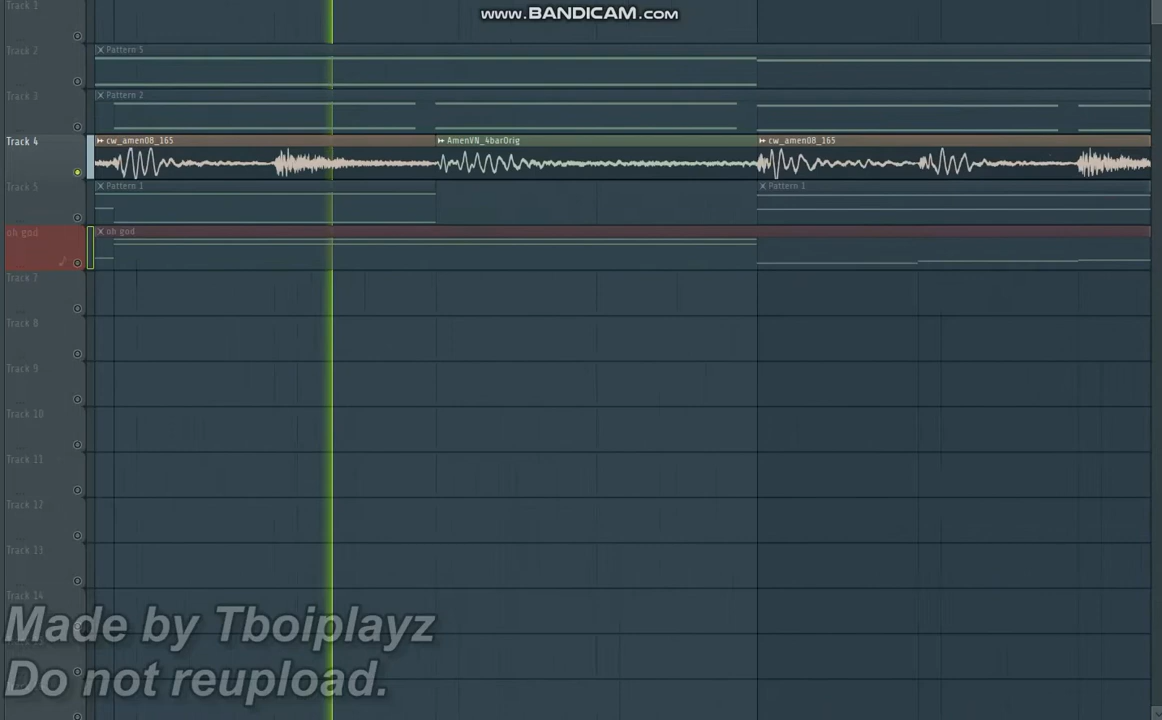 www.BANDICAM.com
Track 1
Track 2
Pattern 5
Track 3
Pattern 2
Track 4
cw_amen08_165
AmenVN_4barOrig
cw_amen08_165
Track 5
Pattern 1
Pattern 1
oh god
oh god
Track 7
Track 8
Track 9
Track 10
Track 11
Track 12
Track 13
Track 14
Made by Tboiplayz
Do not reupload.